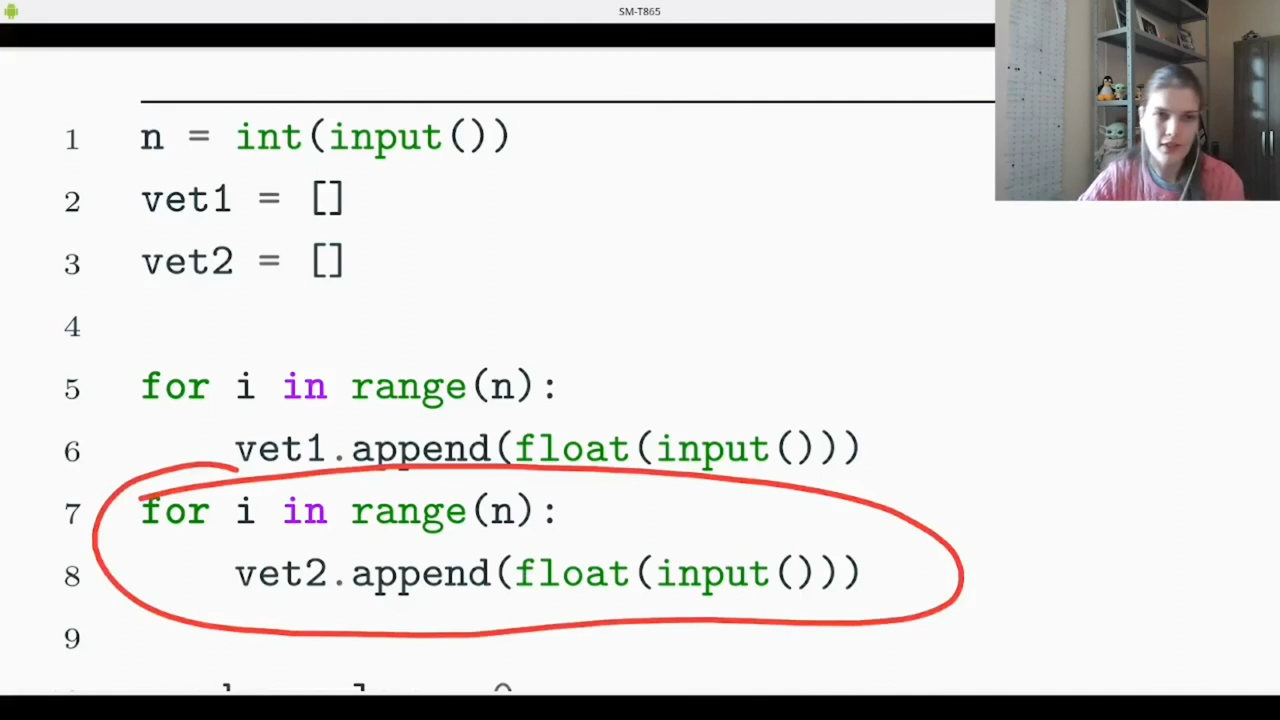 SM-T865
1 n = int(input())
2 vet1 = []
3 vet2 = []
4
5 for i in range(n):
6 vet1.append(float(input()))
7 for i in range(n):
8 vet2.append(float(input()))
9